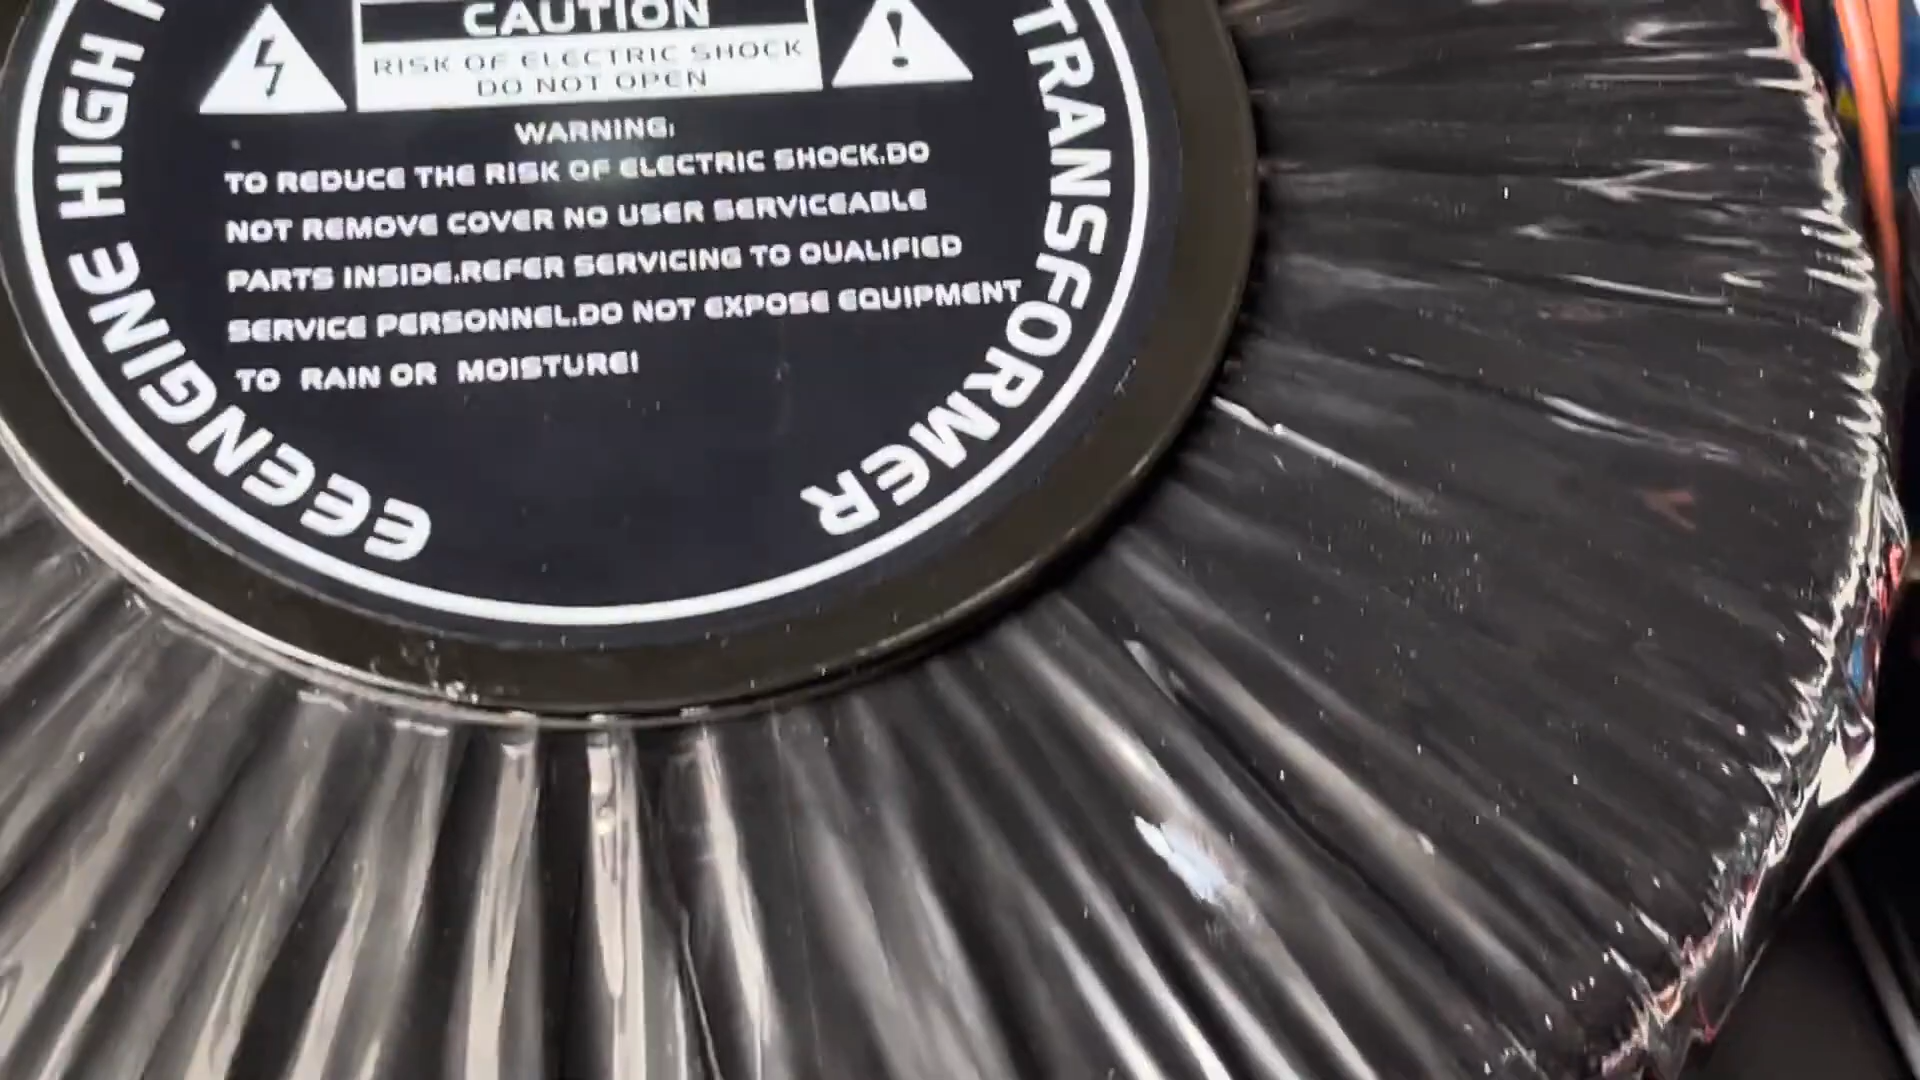 CAUTION
RISK OF ELECTRIC SHOCK
DO NOT OPEN
WARNING:
TO REDUCE THE RISK OF ELECTRIC SHOCK.DO
NOT REMOVE COVER NO USER SERVICEABLE
PARTS INSIDE.REFER SERVICING TO QUALIFIED
SERVICE PERSONNEL.DO NOT EXPOSE EQUIPMENT
TO RAIN OR MOISTURE!
EEENGINE HIGH
TRANSFORMER